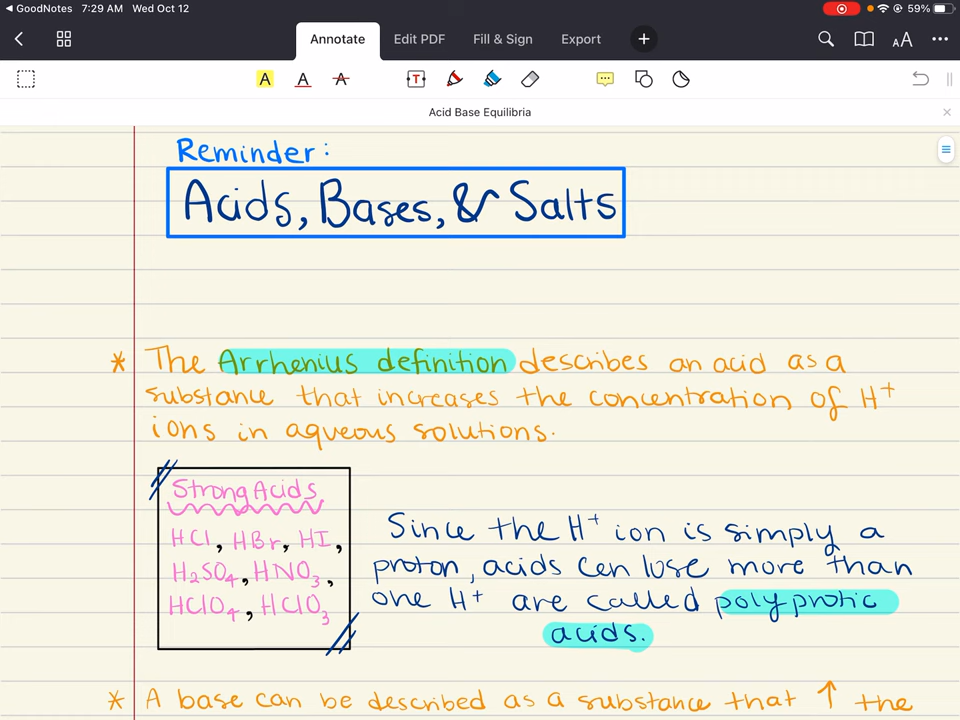 ◀ GoodNotes 7:29 AM Wed Oct 12 59%
Annotate Edit PDF Fill & Sign Export
AA
A A A T
Acid Base Equilibria
Reminder:
Acids, Bases, & Salts
* The Arrhenius definition describes an acid as a
substance that increases the concentration of H⁺
ions in aqueous solutions.
Strong Acids
HCl, HBr, HI,
H₂SO₄, HNO₃,
HClO₄, HClO₃
Since the H⁺ ion is simply a
proton, acids can lose more than
one H⁺ are called polyprotic
acids.
* A base can be described as a substance that ↑ the